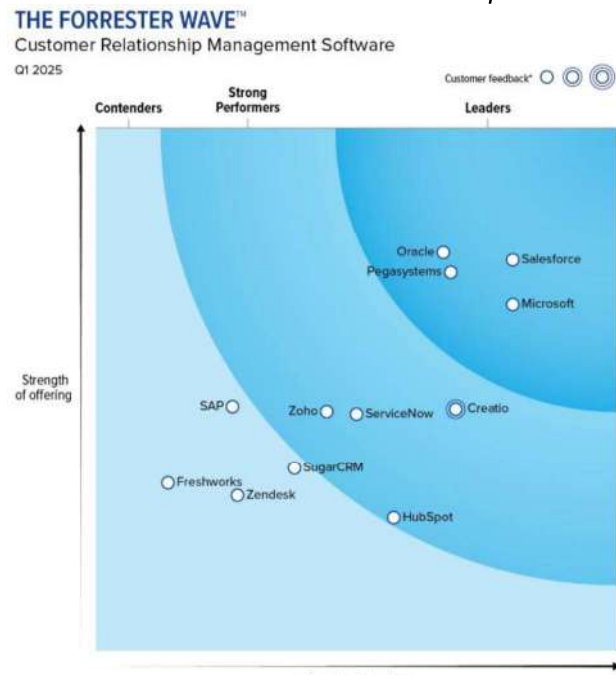 THE FORRESTER WAVE™
Customer Relationship Management Software
Q1 2025
Customer feedback*
Contenders
Strong
Performers
Leaders
Oracle
Salesforce
Pegasystems
Microsoft
Strength
of offering
SAP
Zoho
ServiceNow
Creatio
SugarCRM
Freshworks
Zendesk
HubSpot